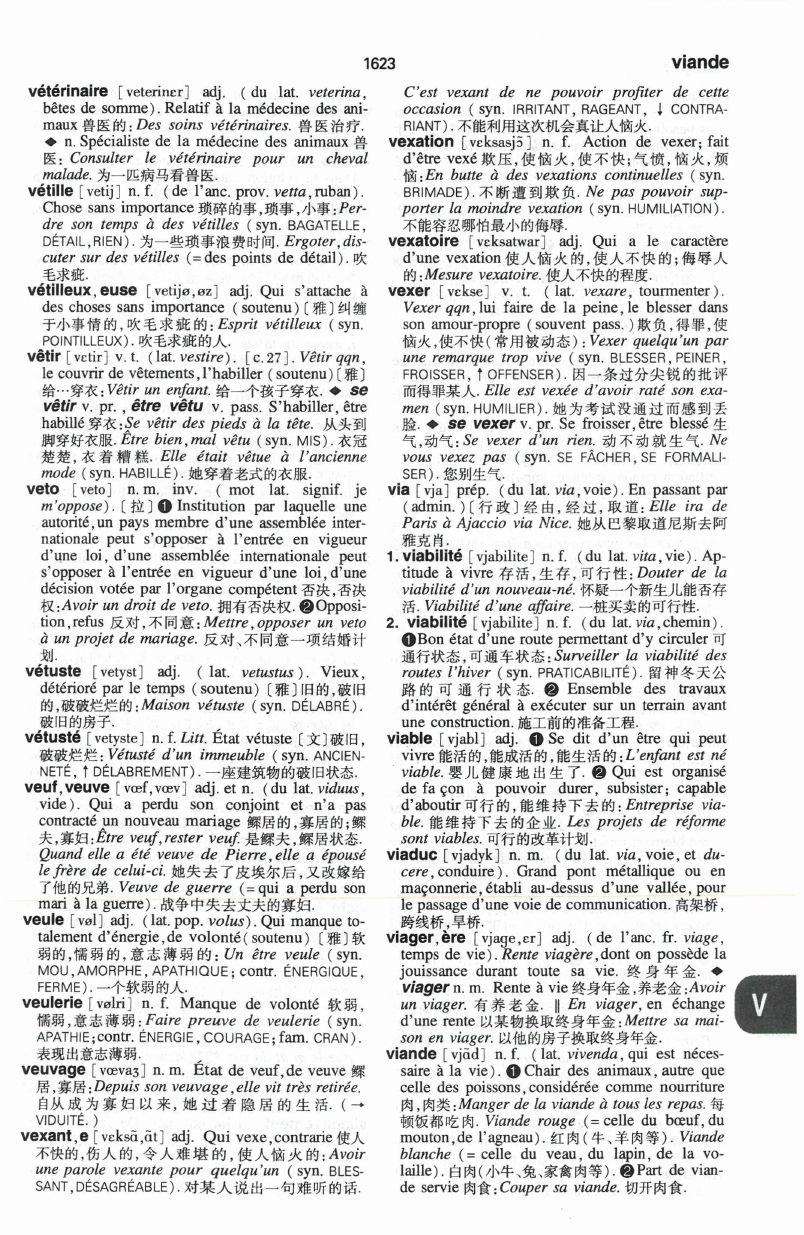 1623
viande
vétérinaire [veteriner] adj. (du lat. veterina,
bêtes de somme). Relatif à la médecine des ani-
maux 兽医的:Des soins vétérinaires. 兽医治疗.
◆ n. Spécialiste de la médecine des animaux 兽
医: Consulter le vétérinaire pour un cheval
malade. 为一匹病马看兽医.
vétille [vetij] n. f. (de l'anc. prov. vetta, ruban).
Chose sans importance 琐碎的事,琐事,小事:Per-
dre son temps à des vétilles (syn. BAGATELLE,
DÉTAIL, RIEN). 为一些琐事浪费时间. Ergoter, dis-
cuter sur des vétilles (= des points de détail). 吹
毛求疵.
vétilleux, euse [vetijø, øz] adj. Qui s'attache à
des choses sans importance (soutenu)[雅]纠缠
于小事情的,吹毛求疵的: Esprit vétilleux (syn.
POINTILLEUX). 吹毛求疵的人.
vêtir [vɛtir] v. t. (lat. vestire). [c.27]. Vêtir qqn,
le couvrir de vêtements, l'habiller (soutenu)[雅]
给…穿衣:Vêtir un enfant. 给一个孩子穿衣. ◆ se
vêtir v. pr., être vêtu v. pass. S'habiller, être
habillé 穿衣:Se vêtir des pieds à la tête. 从头到
脚穿好衣服. Être bien, mal vêtu (syn. MIS). 衣冠
楚楚,衣着糟糕. Elle était vêtue à l'ancienne
mode (syn. HABILLÉ). 她穿着老式的衣服.
veto [veto] n. m. inv. (mot lat. signif. je
m'oppose). [拉] ❶ Institution par laquelle une
autorité, un pays membre d'une assemblée inter-
nationale peut s'opposer à l'entrée en vigueur
d'une loi, d'une assemblée internationale peut
s'opposer à l'entrée en vigueur d'une loi, d'une
décision votée par l'organe compétent 否决,否决
权:Avoir un droit de veto. 拥有否决权. ❷ Opposi-
tion, refus 反对,不同意:Mettre, opposer un veto
à un projet de mariage. 反对、不同意一项结婚计
划.
vétuste [vetyst] adj. (lat. vetustus). Vieux,
détérioré par le temps (soutenu) [雅]旧的,破旧
的,破破烂烂的:Maison vétuste (syn. DÉLABRÉ).
破旧的房子.
vétusté [vetyste] n. f. Litt. État vétuste [文]破旧,
破破烂烂: Vétusté d'un immeuble (syn. ANCIEN-
NETÉ, ↑ DÉLABREMENT). 一座建筑物的破旧状态.
veuf, veuve [vœf, vœv] adj. et n. (du lat. viduus,
vide). Qui a perdu son conjoint et n'a pas
contracté un nouveau mariage 鳏居的,寡居的;鳏
夫,寡妇:Être veuf, rester veuf. 是鳏夫,鳏居状态.
Quand elle a été veuve de Pierre, elle a épousé
le frère de celui-ci. 她失去了皮埃尔后,又改嫁给
了他的兄弟. Veuve de guerre (= qui a perdu son
mari à la guerre). 战争中失去丈夫的寡妇.
veule [vøl] adj. (lat. pop. volus). Qui manque to-
talement d'énergie, de volonté (soutenu) [雅]软
弱的,懦弱的,意志薄弱的: Un être veule (syn.
MOU, AMORPHE, APATHIQUE; contr. ÉNERGIQUE,
FERME). 一个软弱的人.
veulerie [vølri] n. f. Manque de volonté 软弱,
懦弱,意志薄弱: Faire preuve de veulerie (syn.
APATHIE; contr. ÉNERGIE, COURAGE; fam. CRAN).
表现出意志薄弱.
veuvage [vœvaʒ] n. m. État de veuf, de veuve 鳏
居,寡居:Depuis son veuvage, elle vit très retirée.
自从成为寡妇以来,她过着隐居的生活. (→
VIDUITÉ.)
vexant, e [vɛksɑ̃, ɑ̃t] adj. Qui vexe, contrarie 使人
不快的,伤人的,令人难堪的,使人恼火的:Avoir
une parole vexante pour quelqu'un (syn. BLES-
SANT, DÉSAGRÉABLE). 对某人说出一句难听的话.
C'est vexant de ne pouvoir profiter de cette
occasion (syn. IRRITANT, RAGEANT, ↓ CONTRA-
RIANT). 不能利用这次机会真让人恼火.
vexation [vɛksasjɔ̃] n. f. Action de vexer; fait
d'être vexé 欺压,使恼火,使不快;气愤,恼火,烦
恼:En butte à des vexations continuelles (syn.
BRIMADE). 不断遭到欺负. Ne pas pouvoir sup-
porter la moindre vexation (syn. HUMILIATION).
不能容忍哪怕最小的侮辱.
vexatoire [vɛksatwar] adj. Qui a le caractère
d'une vexation 使人恼火的,使人不快的;侮辱人
的:Mesure vexatoire. 使人不快的程度.
vexer [vɛkse] v. t. (lat. vexare, tourmenter).
Vexer qqn, lui faire de la peine, le blesser dans
son amour-propre (souvent pass.)欺负,得罪,使
恼火,使不快(常用被动态): Vexer quelqu'un par
une remarque trop vive (syn. BLESSER, PEINER,
FROISSER, ↑ OFFENSER). 因一条过分尖锐的批评
而得罪某人. Elle est vexée d'avoir raté son exa-
men (syn. HUMILIER). 她为考试没通过而感到丢
脸. ◆ se vexer v. pr. Se froisser, être blessé 生
气,动气: Se vexer d'un rien. 动不动就生气. Ne
vous vexez pas (syn. SE FÂCHER, SE FORMALI-
SER). 您别生气.
via [vja] prép. (du lat. via, voie). En passant par
(admin.)[行政]经由,经过,取道: Elle ira de
Paris à Ajaccio via Nice. 她从巴黎取道尼斯去阿
雅克肖.
1. viabilité [vjabilite] n. f. (du lat. vita, vie). Ap-
titude à vivre 存活,生存,可行性: Douter de la
viabilité d'un nouveau-né. 怀疑一个新生儿能否存
活. Viabilité d'une affaire. 一桩买卖的可行性.
2. viabilité [vjabilite] n. f. (du lat. via, chemin).
❶ Bon état d'une route permettant d'y circuler 可
通行状态,可通车状态: Surveiller la viabilité des
routes l'hiver (syn. PRATICABILITÉ). 留神冬天公
路的可通行状态. ❷ Ensemble des travaux
d'intérêt général à exécuter sur un terrain avant
une construction. 施工前的准备工程.
viable [vjabl] adj. ❶ Se dit d'un être qui peut
vivre 能活的,能成活的,能生活的:L'enfant est né
viable. 婴儿健康地出生了. ❷ Qui est organisé
de façon à pouvoir durer, subsister; capable
d'aboutir 可行的,能维持下去的: Entreprise via-
ble. 能维持下去的企业. Les projets de réforme
sont viables. 可行的改革计划.
viaduc [vjadyk] n. m. (du lat. via, voie, et du-
cere, conduire). Grand pont métallique ou en
maçonnerie, établi au-dessus d'une vallée, pour
le passage d'une voie de communication. 高架桥,
跨线桥,旱桥.
viager, ère [vjaʒe, ɛr] adj. (de l'anc. fr. viage,
temps de vie). Rente viagère, dont on possède la
jouissance durant toute sa vie. 终身年金. ◆
viager n. m. Rente à vie 终身年金,养老金:Avoir
un viager. 有养老金. ‖ En viager, en échange
d'une rente 以某物换取终身年金:Mettre sa mai-
son en viager. 以他的房子换取终身年金.
viande [vjɑ̃d] n. f. (lat. vivenda, qui est néces-
saire à la vie). ❶ Chair des animaux, autre que
celle des poissons, considérée comme nourriture
肉,肉类:Manger de la viande à tous les repas. 每
顿饭都吃肉. Viande rouge (= celle du bœuf, du
mouton, de l'agneau). 红肉(牛、羊肉等). Viande
blanche (= celle du veau, du lapin, de la vo-
laille). 白肉(小牛、兔、家禽肉等). ❷ Part de vian-
de servie 肉食:Couper sa viande. 切开肉食.
V